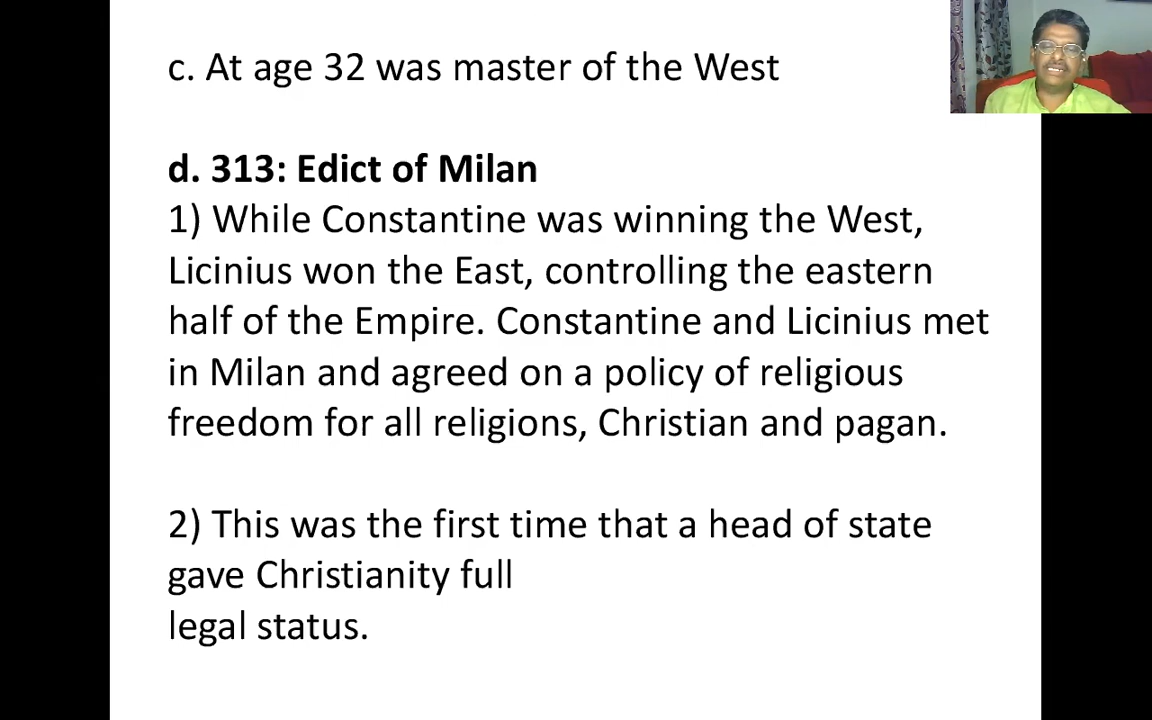 c. At age 32 was master of the West
d. 313: Edict of Milan
1) While Constantine was winning the West,
Licinius won the East, controlling the eastern
half of the Empire. Constantine and Licinius met
in Milan and agreed on a policy of religious
freedom for all religions, Christian and pagan.
2) This was the first time that a head of state
gave Christianity full
legal status.